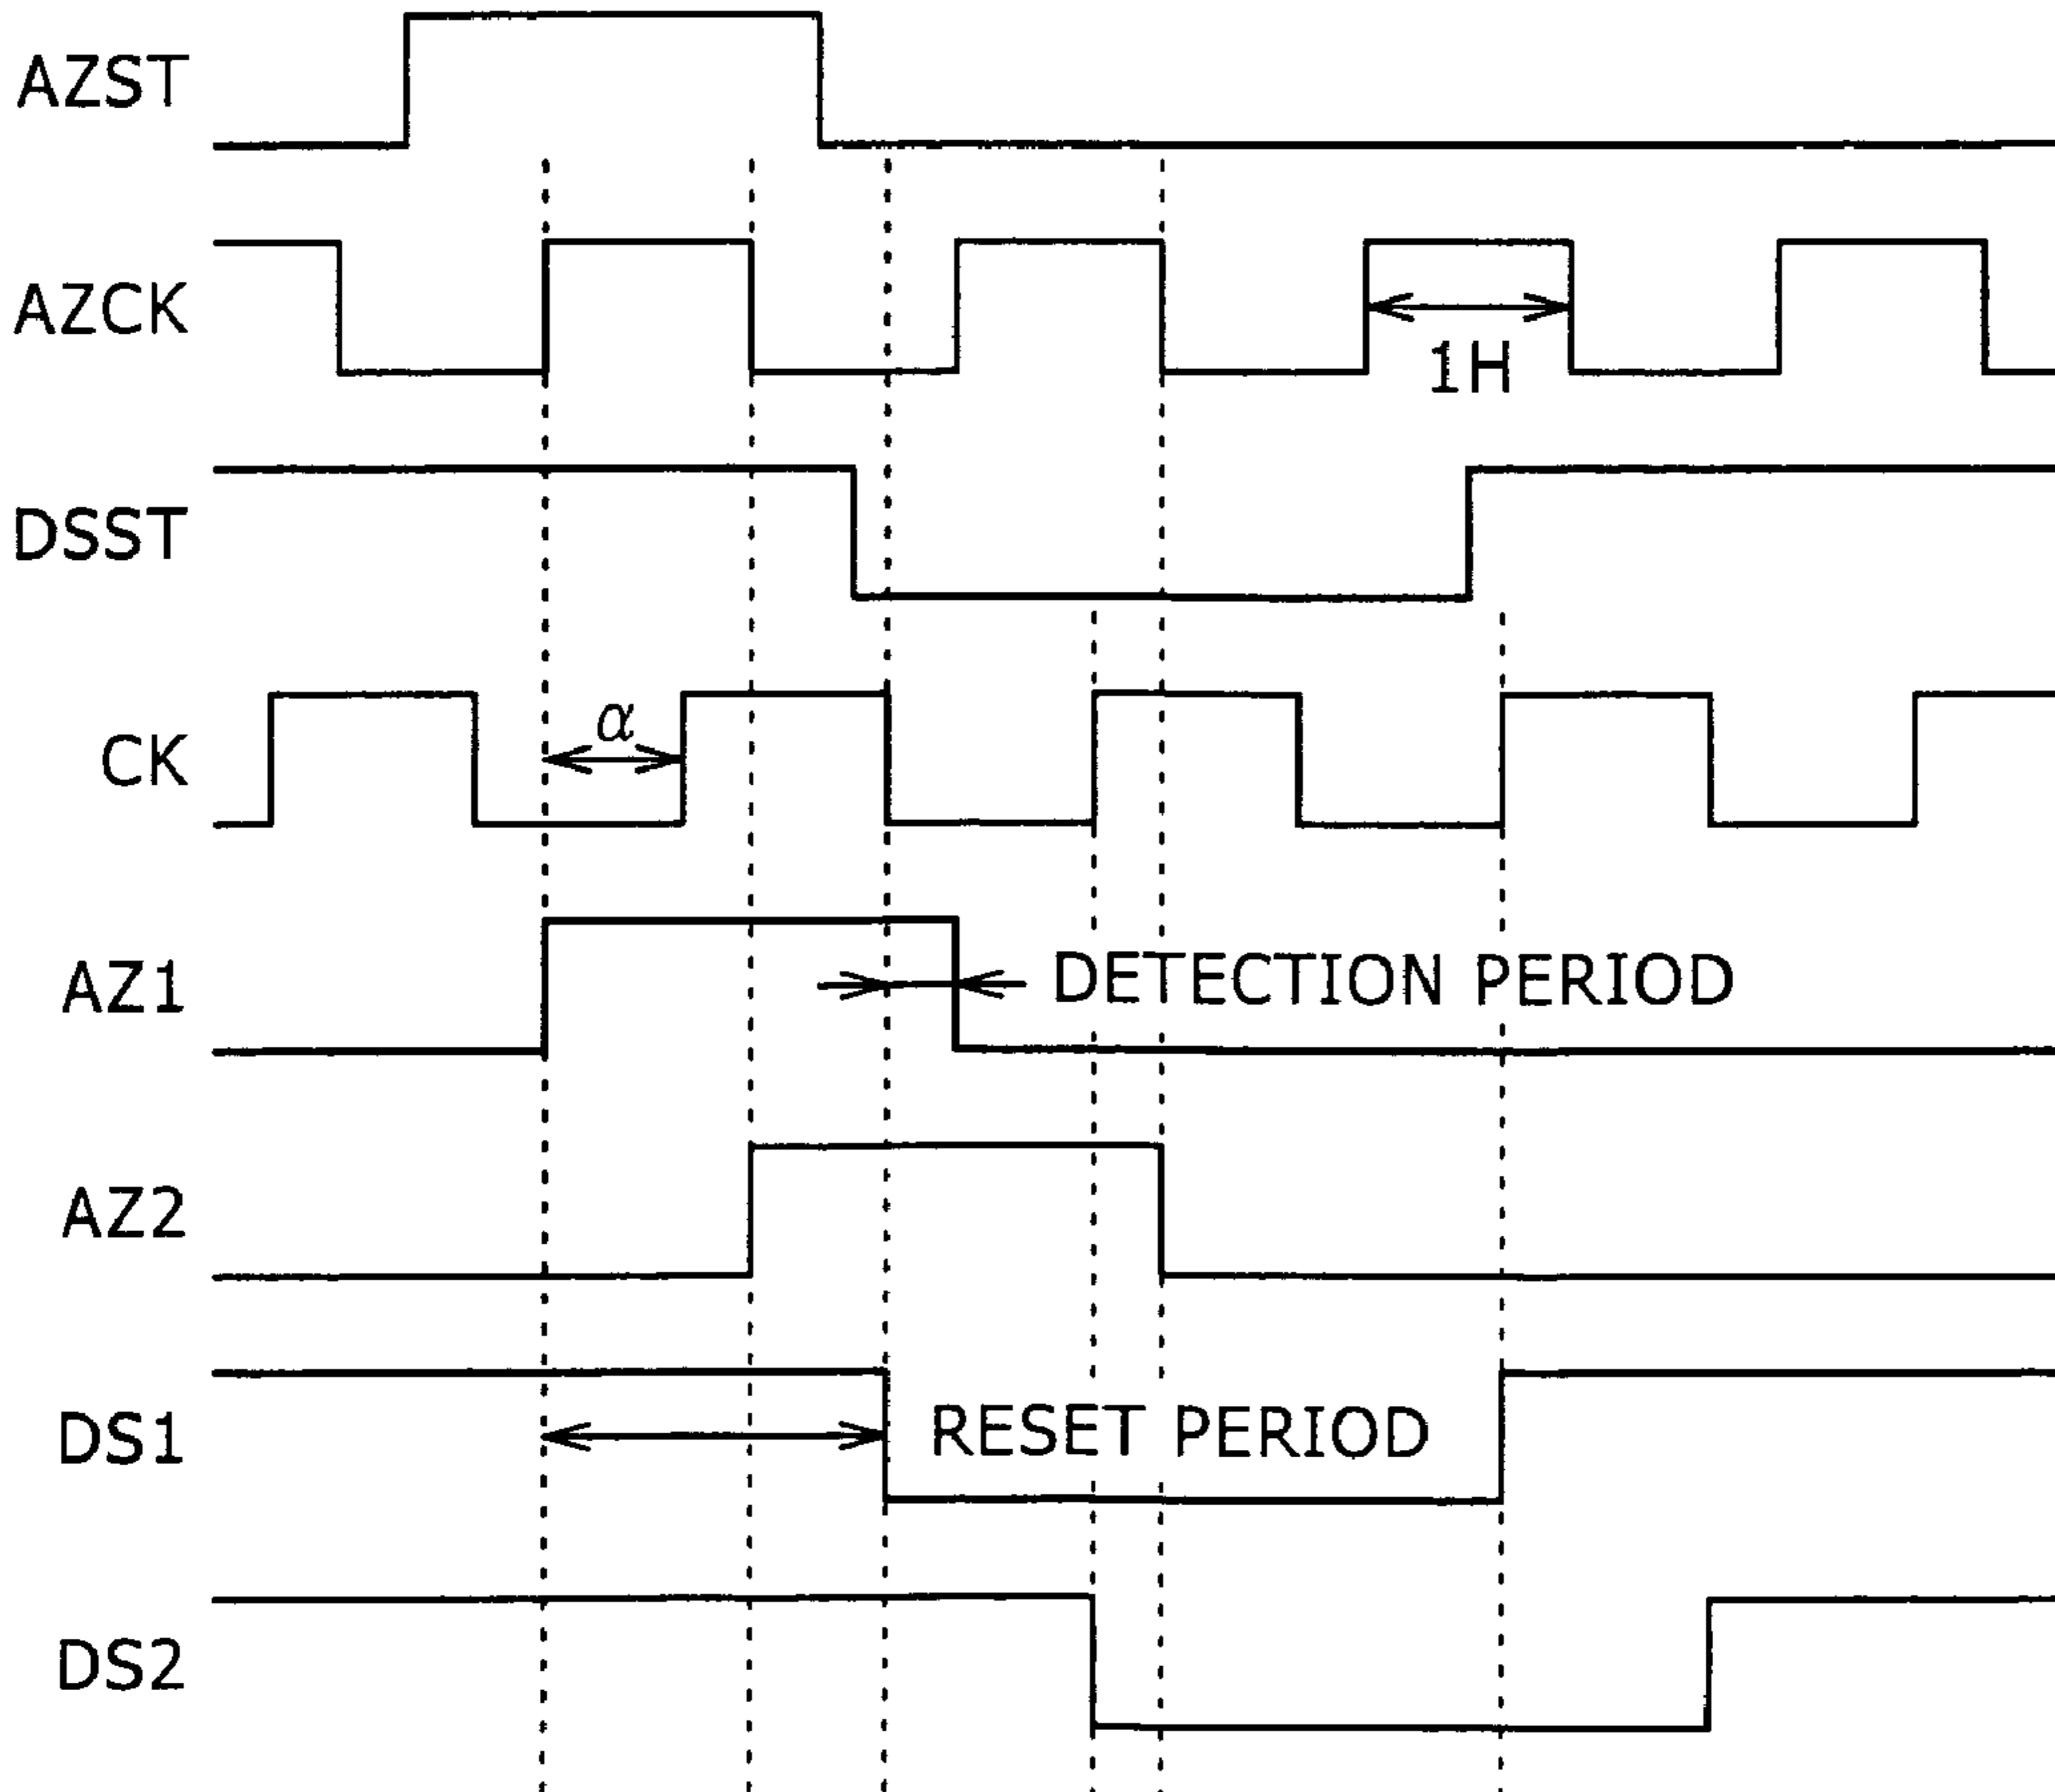 AZST
AZCK
1H
DSST
CK
α
AZ1
DETECTION PERIOD
AZ2
DS1
RESET PERIOD
DS2